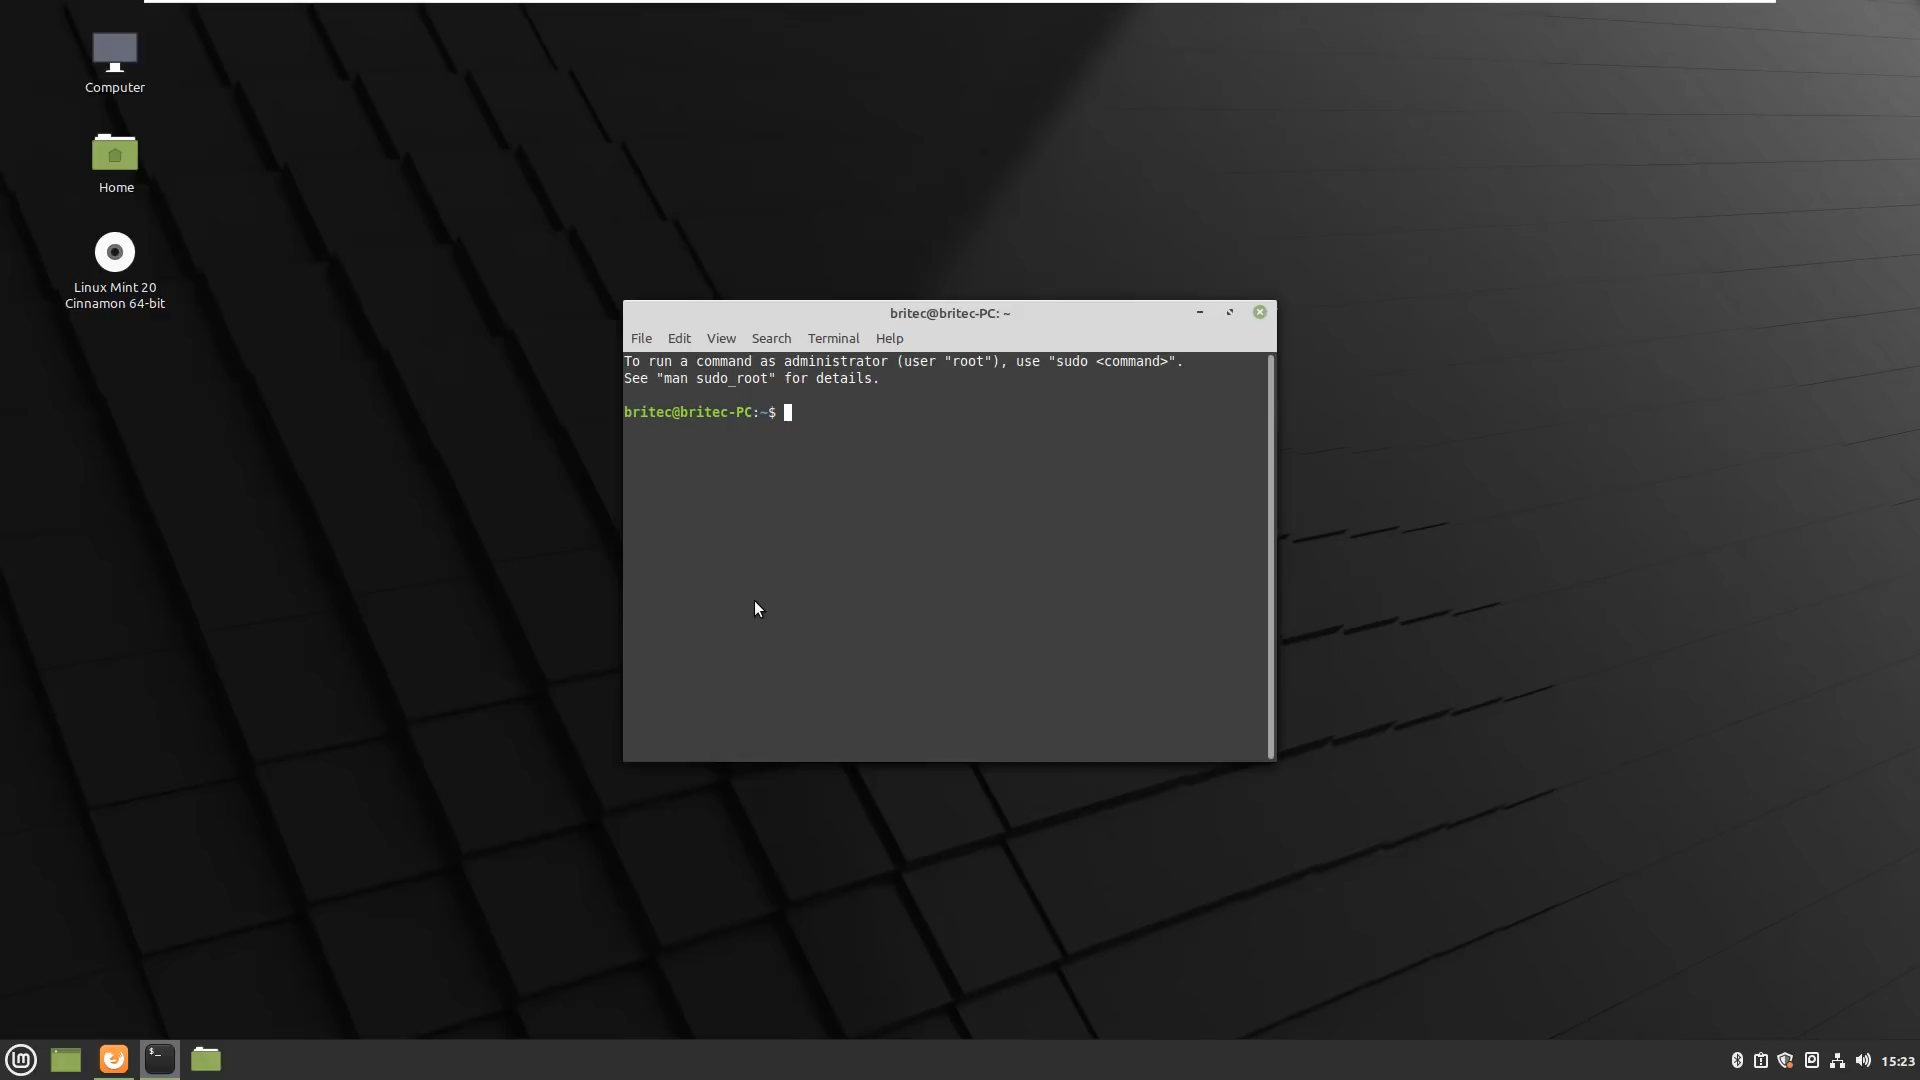 Computer
Home
Linux Mint 20
Cinnamon 64-bit
britec@britec-PC: ~
File Edit View Search Terminal Help
To run a command as administrator (user "root"), use "sudo <command>".
See "man sudo_root" for details.
britec@britec-PC:~$
15:23